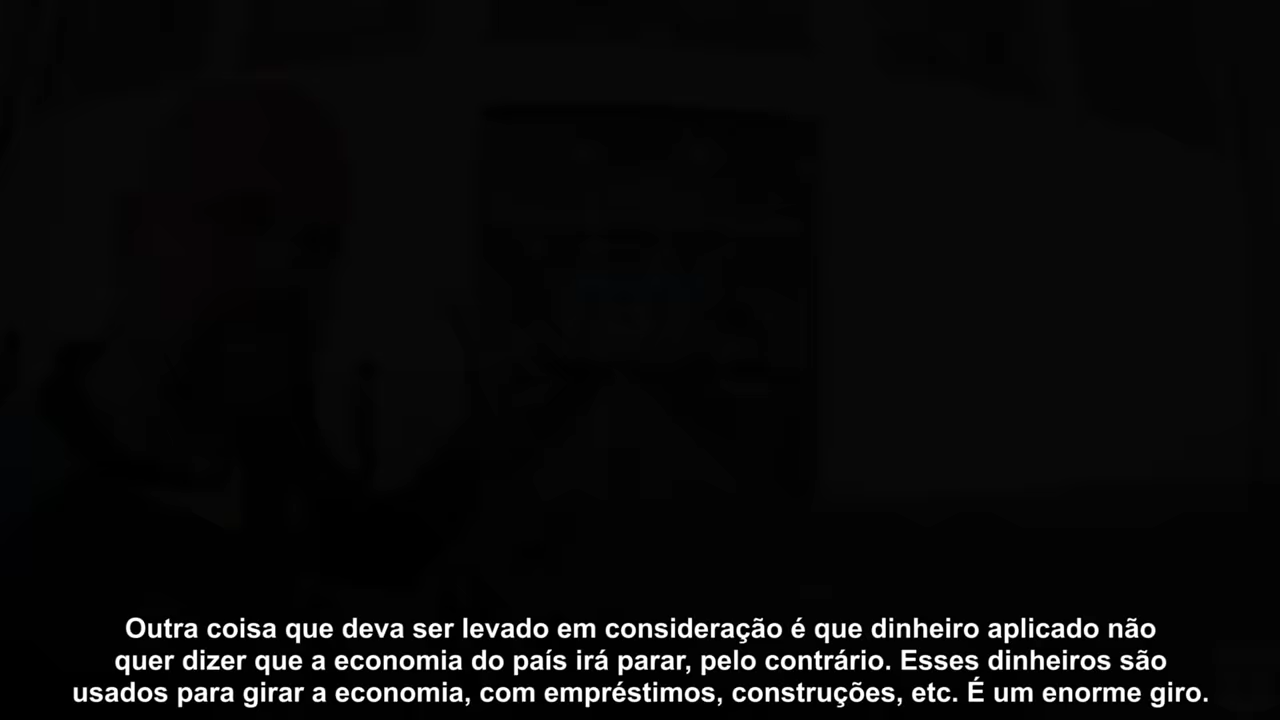 Outra coisa que deva ser levado em consideração é que dinheiro aplicado não
quer dizer que a economia do país irá parar, pelo contrário. Esses dinheiros são
usados para girar a economia, com empréstimos, construções, etc. É um enorme giro.